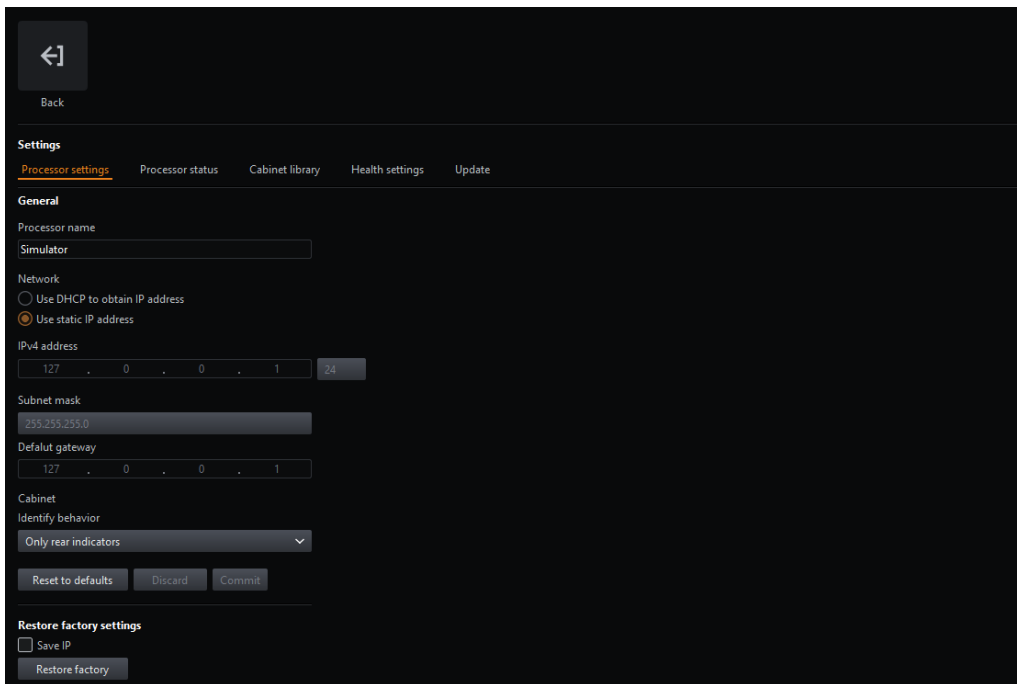 Back
Settings
Processor settings Processor status Cabinet library Health settings Update
General
Processor name
Simulator
Network
Use DHCP to obtain IP address
Use static IP address
IPv4 address
127 . 0 . 0 . 1 24
Subnet mask
255.255.255.0
Defalut gateway
127 . 0 . 0 . 1
Cabinet
Identify behavior
Only rear indicators
Reset to defaults Discard Commit
Restore factory settings
Save IP
Restore factory